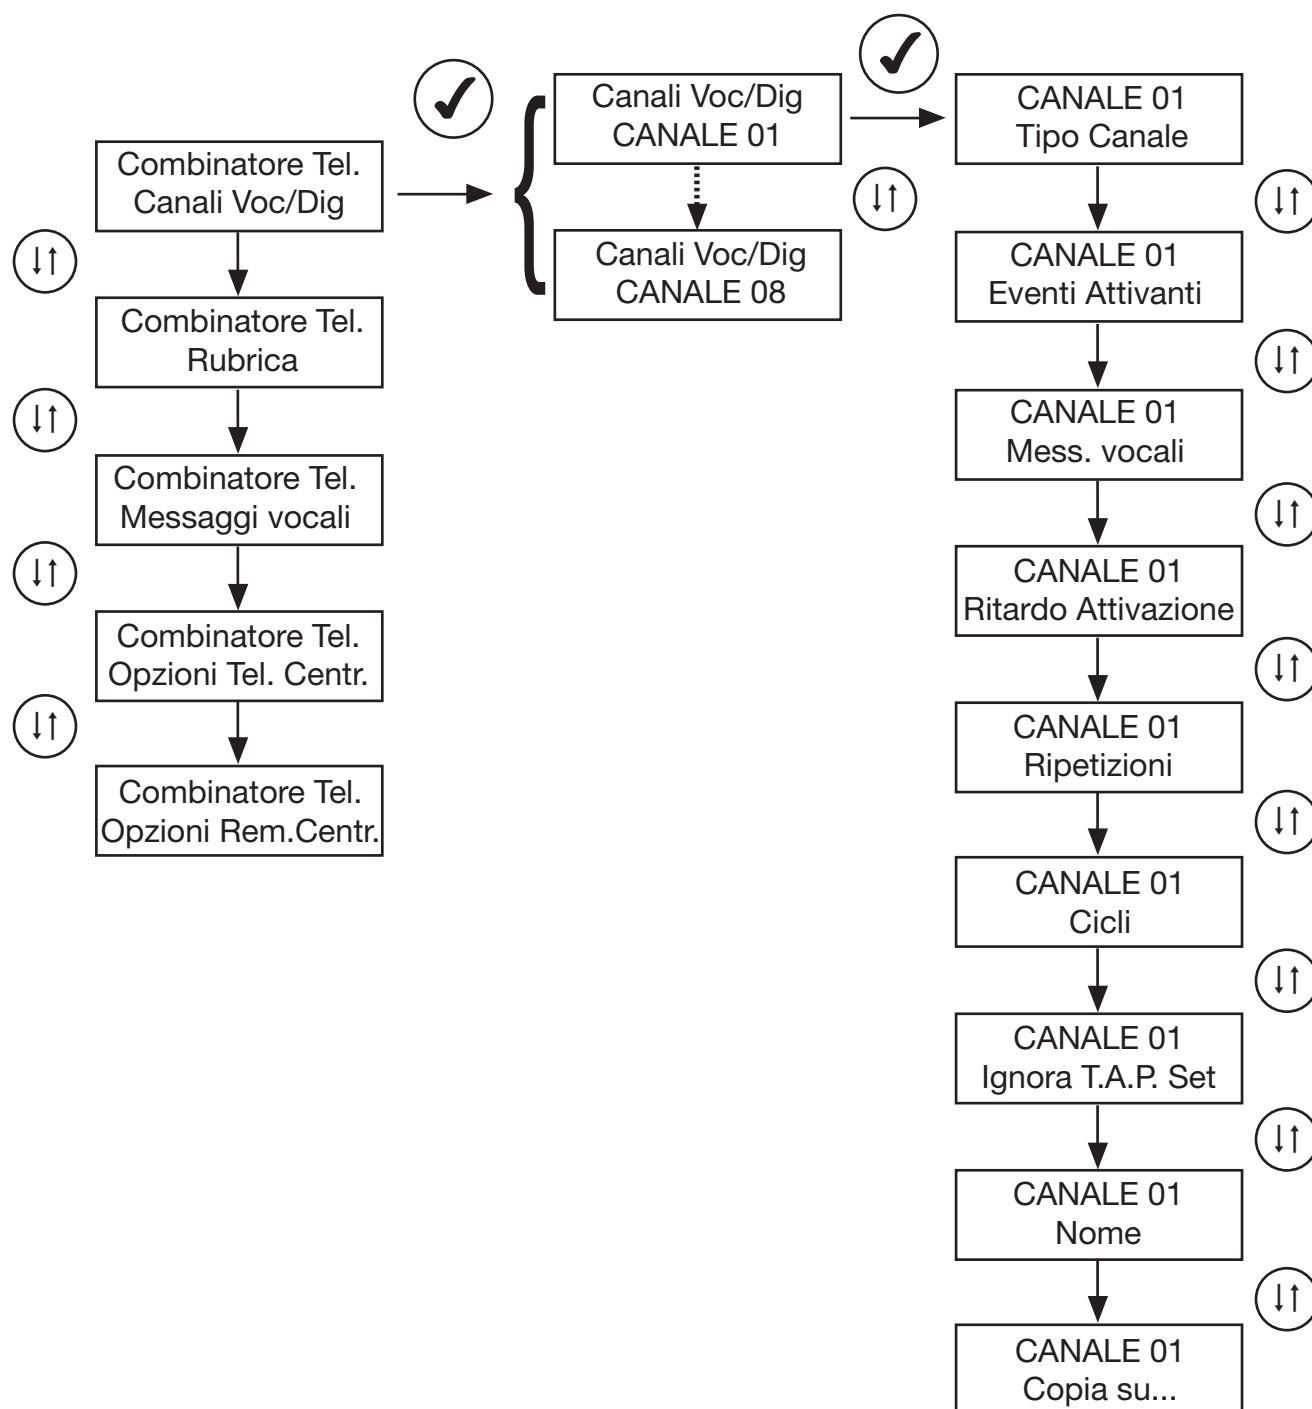 Combinatore Tel.
Canali Voc/Dig
Combinatore Tel.
Rubrica
Combinatore Tel.
Messaggi vocali
Combinatore Tel.
Opzioni Tel. Centr.
Combinatore Tel.
Opzioni Rem.Centr.
Canali Voc/Dig
CANALE 01
Canali Voc/Dig
CANALE 08
CANALE 01
Tipo Canale
CANALE 01
Eventi Attivanti
CANALE 01
Mess. vocali
CANALE 01
Ritardo Attivazione
CANALE 01
Ripetizioni
CANALE 01
Cicli
CANALE 01
Ignora T.A.P. Set
CANALE 01
Nome
CANALE 01
Copia su...